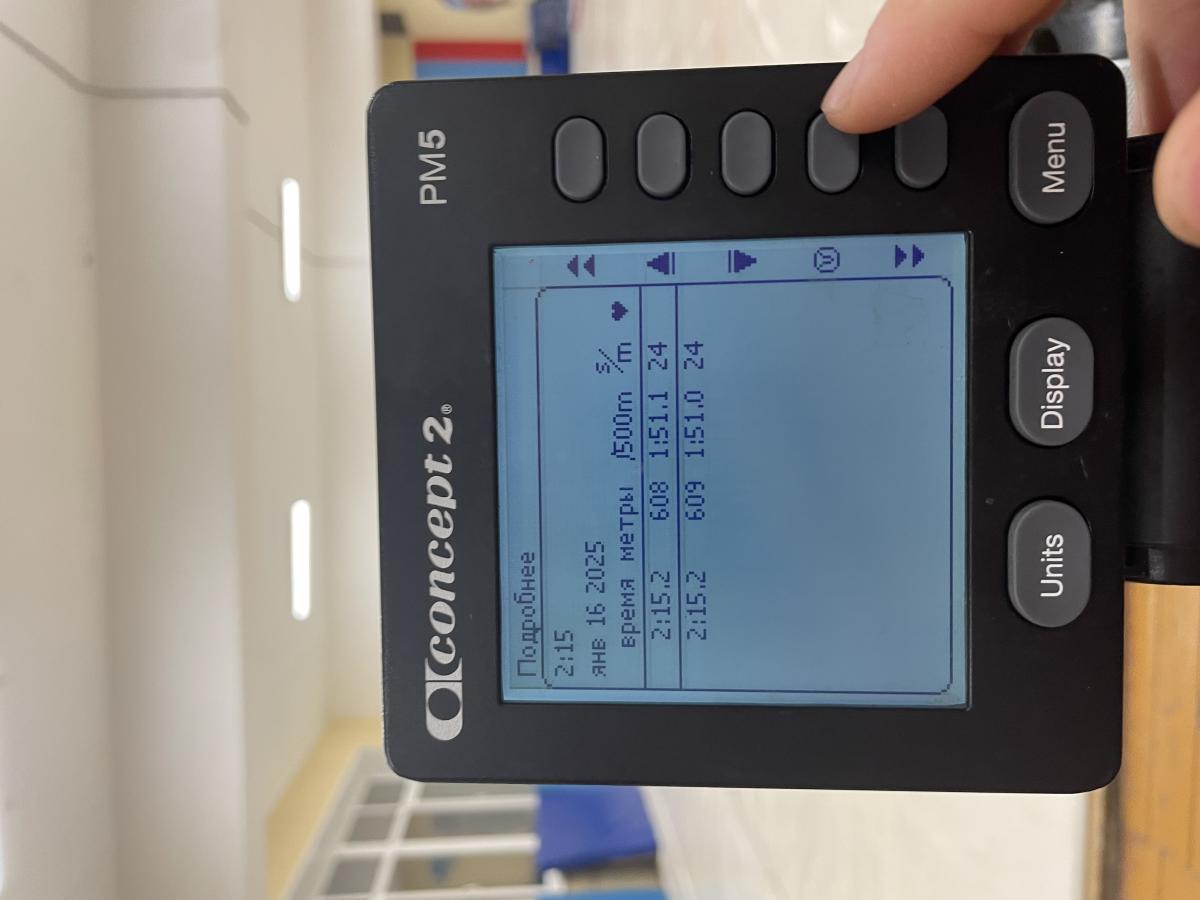 concept 2® PM5
Подробнее
2:15
янв 16 2025
время метры /500m s/m
2:15.2 608 1:51.1 24
2:15.2 609 1:51.0 24
Units Display Menu